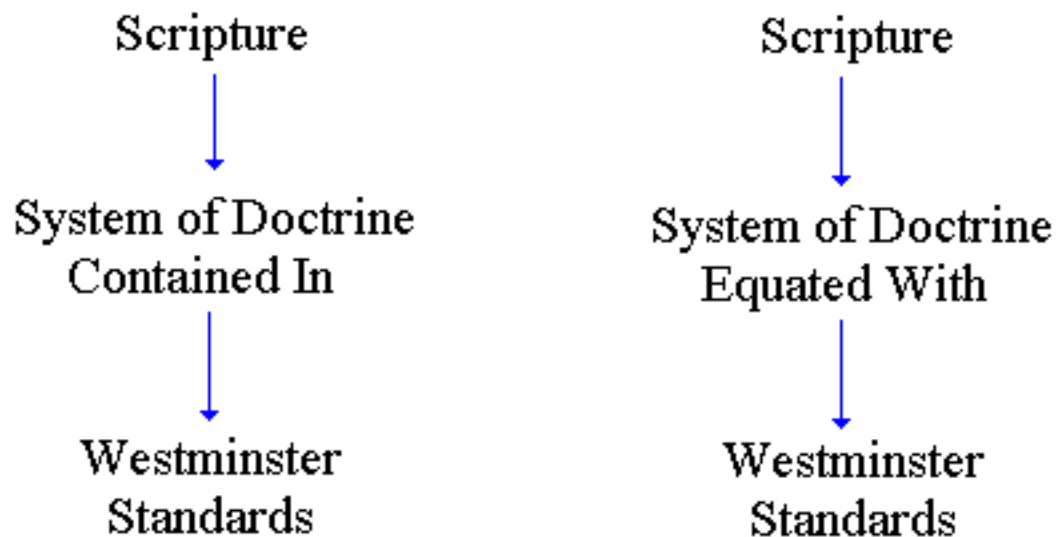 Scripture
System of Doctrine
Contained In
Westminster
Standards
Scripture
System of Doctrine
Equated With
Westminster
Standards